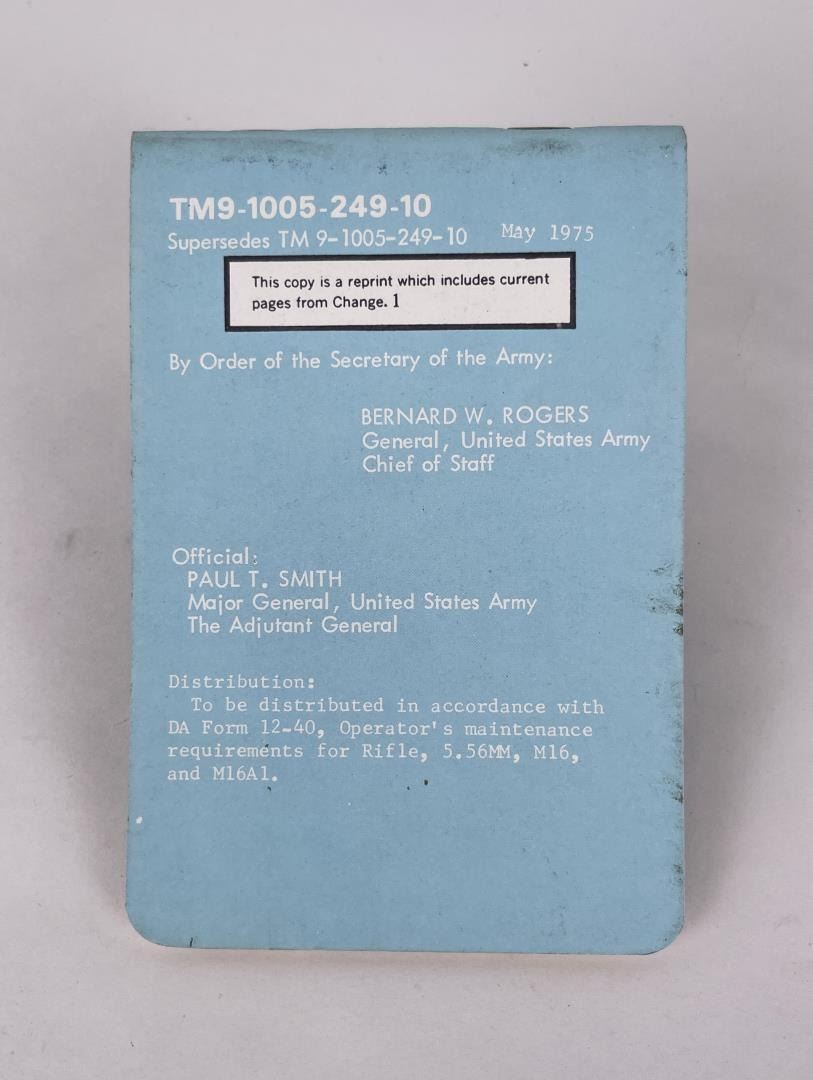 TM9-1005-249-10
Supersedes TM 9-1005-249-10 May 1975
This copy is a reprint which includes current
pages from Change. 1
By Order of the Secretary of the Army:
BERNARD W. ROGERS
General, United States Army
Chief of Staff
Official:
PAUL T. SMITH
Major General, United States Army
The Adjutant General
Distribution:
To be distributed in accordance with
DA Form 12-40, Operator's maintenance
requirements for Rifle, 5.56MM, M16,
and M16A1.